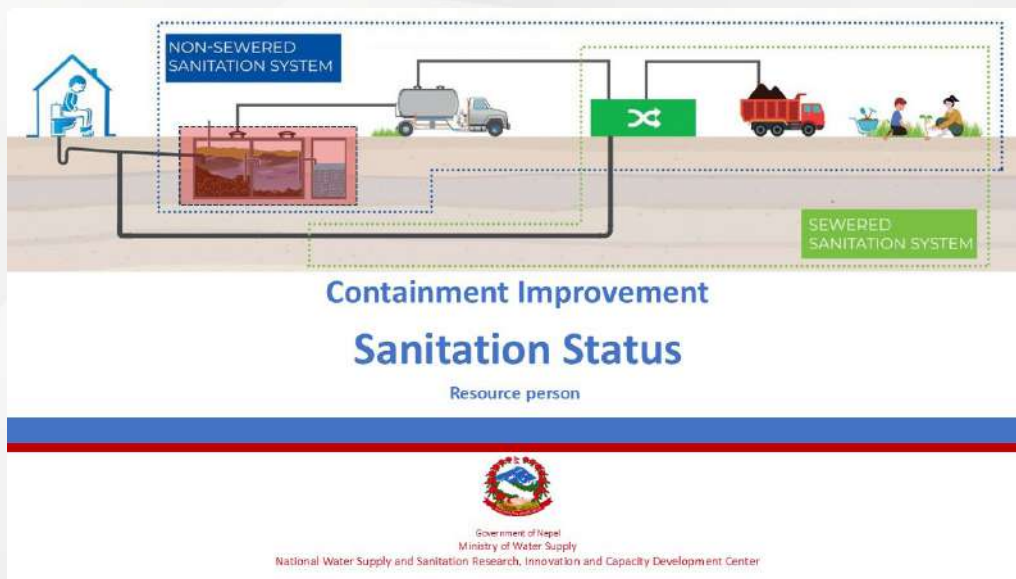 NON-SEWERED
SANITATION SYSTEM
SEWERED
SANITATION SYSTEM
Containment Improvement
Sanitation Status
Resource person
Government of Nepal
Ministry of Water Supply
National Water Supply and Sanitation Research, Innovation and Capacity Development Center